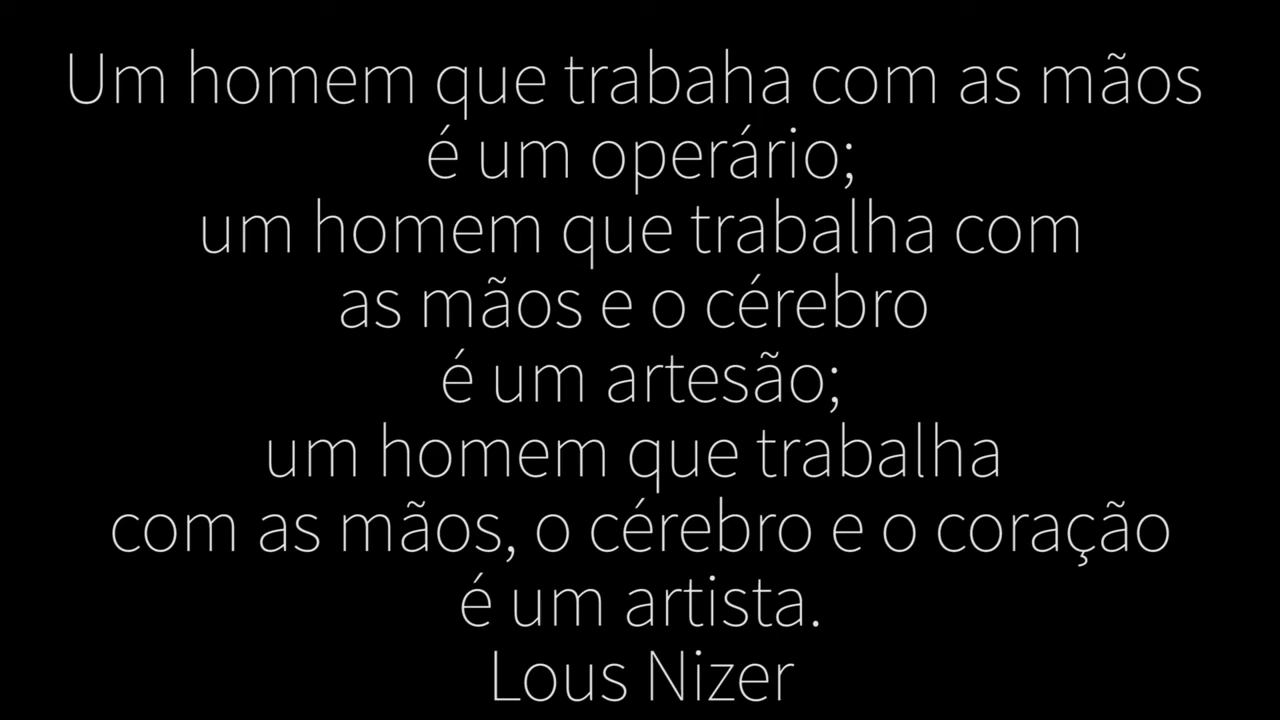 Um homem que trabaha com as mãos
é um operário;
um homem que trabalha com
as mãos e o cérebro
é um artesão;
um homem que trabalha
com as mãos, o cérebro e o coração
é um artista.
Lous Nizer